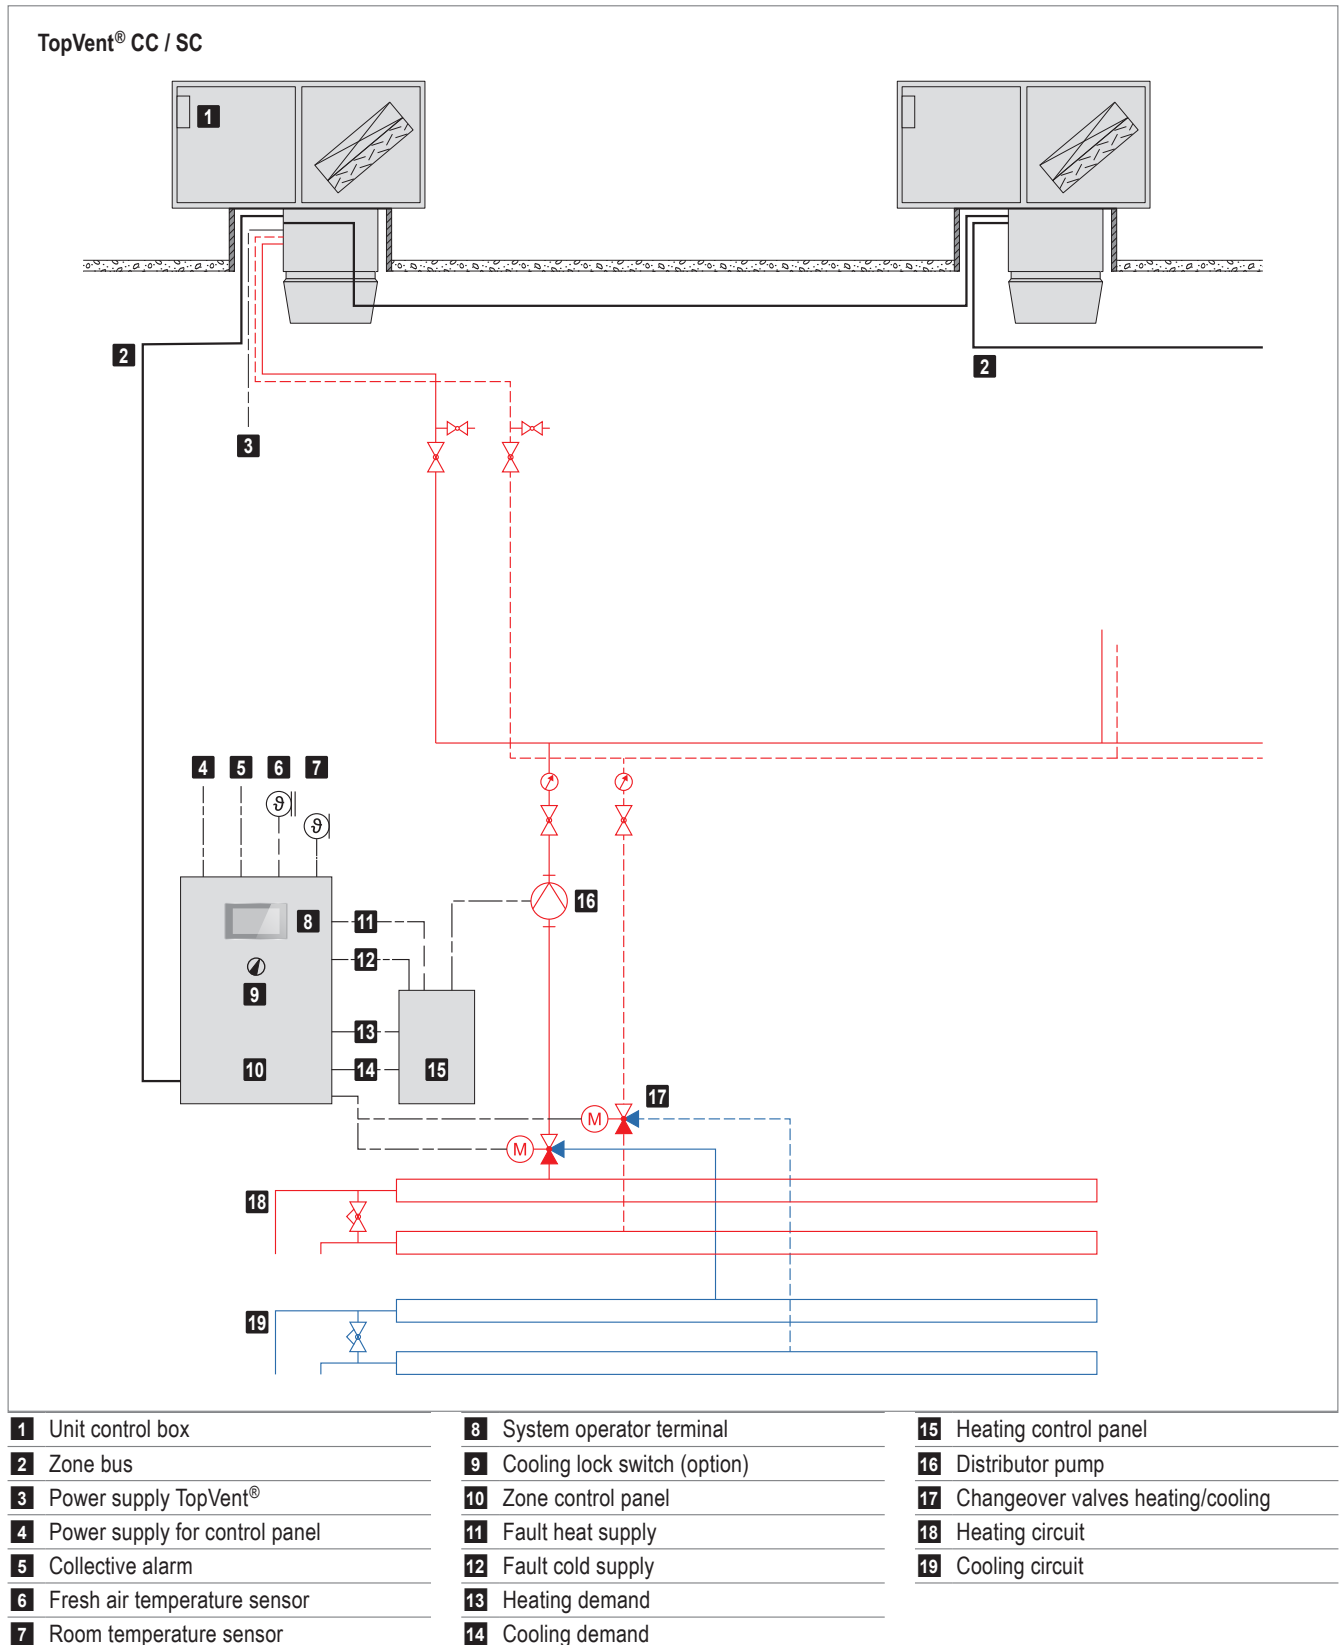 TopVent® CC / SC
1
2
2
3
4
5
6
7
ϑ
ϑ
8
11
16
12
9
13
10
14
15
17
M
M
18
19
1 Unit control box
2 Zone bus
3 Power supply TopVent®
4 Power supply for control panel
5 Collective alarm
6 Fresh air temperature sensor
7 Room temperature sensor
8 System operator terminal
9 Cooling lock switch (option)
10 Zone control panel
11 Fault heat supply
12 Fault cold supply
13 Heating demand
14 Cooling demand
15 Heating control panel
16 Distributor pump
17 Changeover valves heating/cooling
18 Heating circuit
19 Cooling circuit